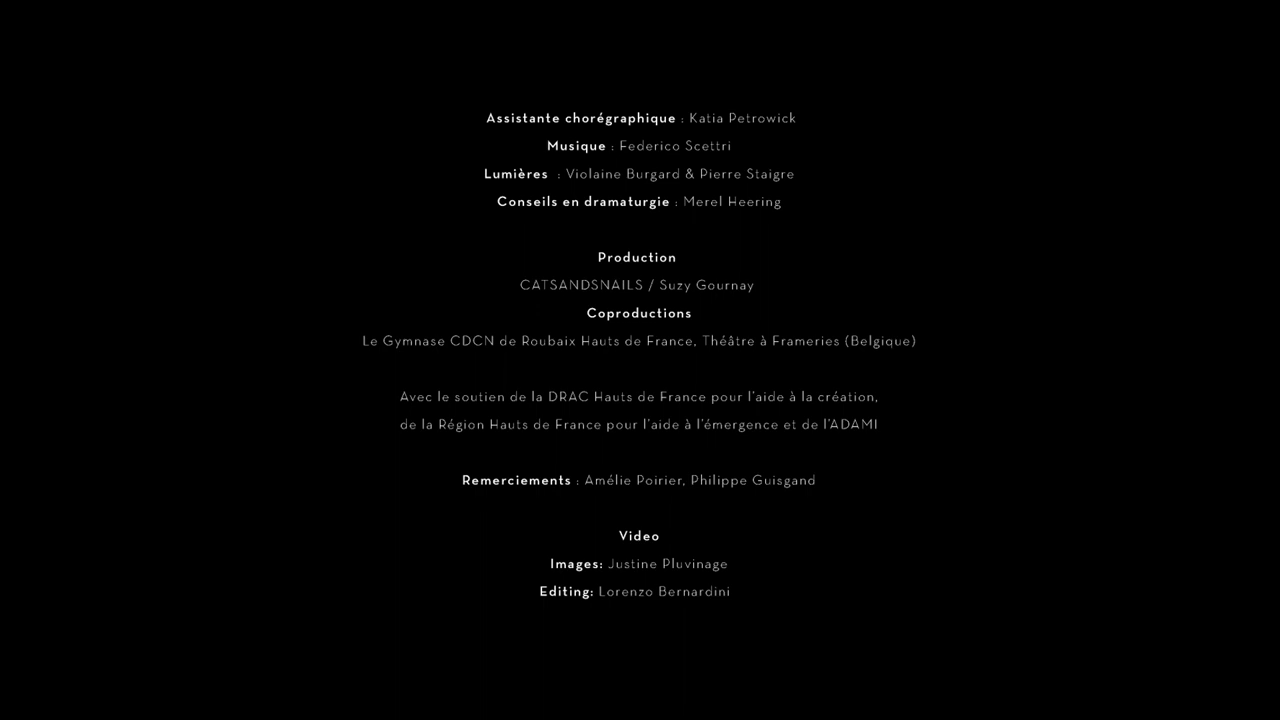 Assistante chorégraphique : Katia Petrowick
Musique : Federico Scettri
Lumières : Violaine Burgard & Pierre Staigre
Conseils en dramaturgie : Merel Heering
Production
CATSANDSNAILS / Suzy Gournay
Coproductions
Le Gymnase CDCN de Roubaix Hauts de France, Théâtre à Frameries (Belgique)
Avec le soutien de la DRAC Hauts de France pour l'aide à la création,
de la Région Hauts de France pour l'aide à l'émergence et de l'ADAMI
Remerciements : Amélie Poirier, Philippe Guisgand
Video
Images: Justine Pluvinage
Editing: Lorenzo Bernardini